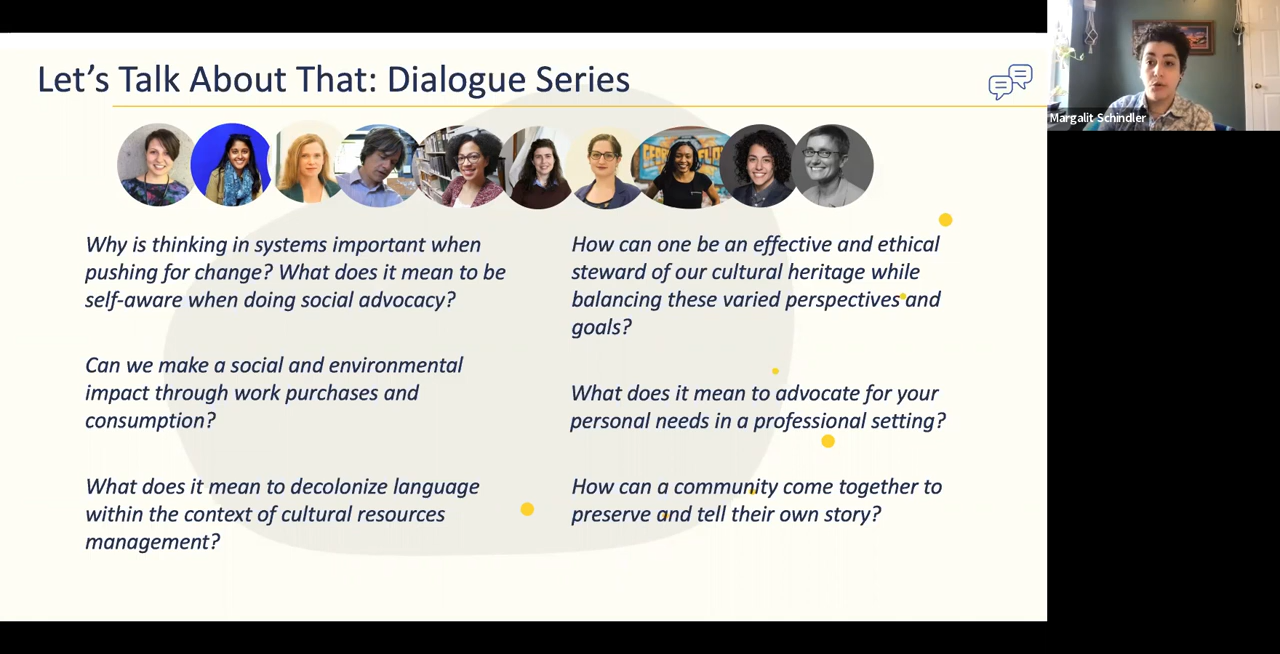 Let's Talk About That: Dialogue Series
Margalit Schindler
Why is thinking in systems important when
pushing for change? What does it mean to be
self-aware when doing social advocacy?
Can we make a social and environmental
impact through work purchases and
consumption?
What does it mean to decolonize language
within the context of cultural resources
management?
How can one be an effective and ethical
steward of our cultural heritage while
balancing these varied perspectives and
goals?
What does it mean to advocate for your
personal needs in a professional setting?
How can a community come together to
preserve and tell their own story?